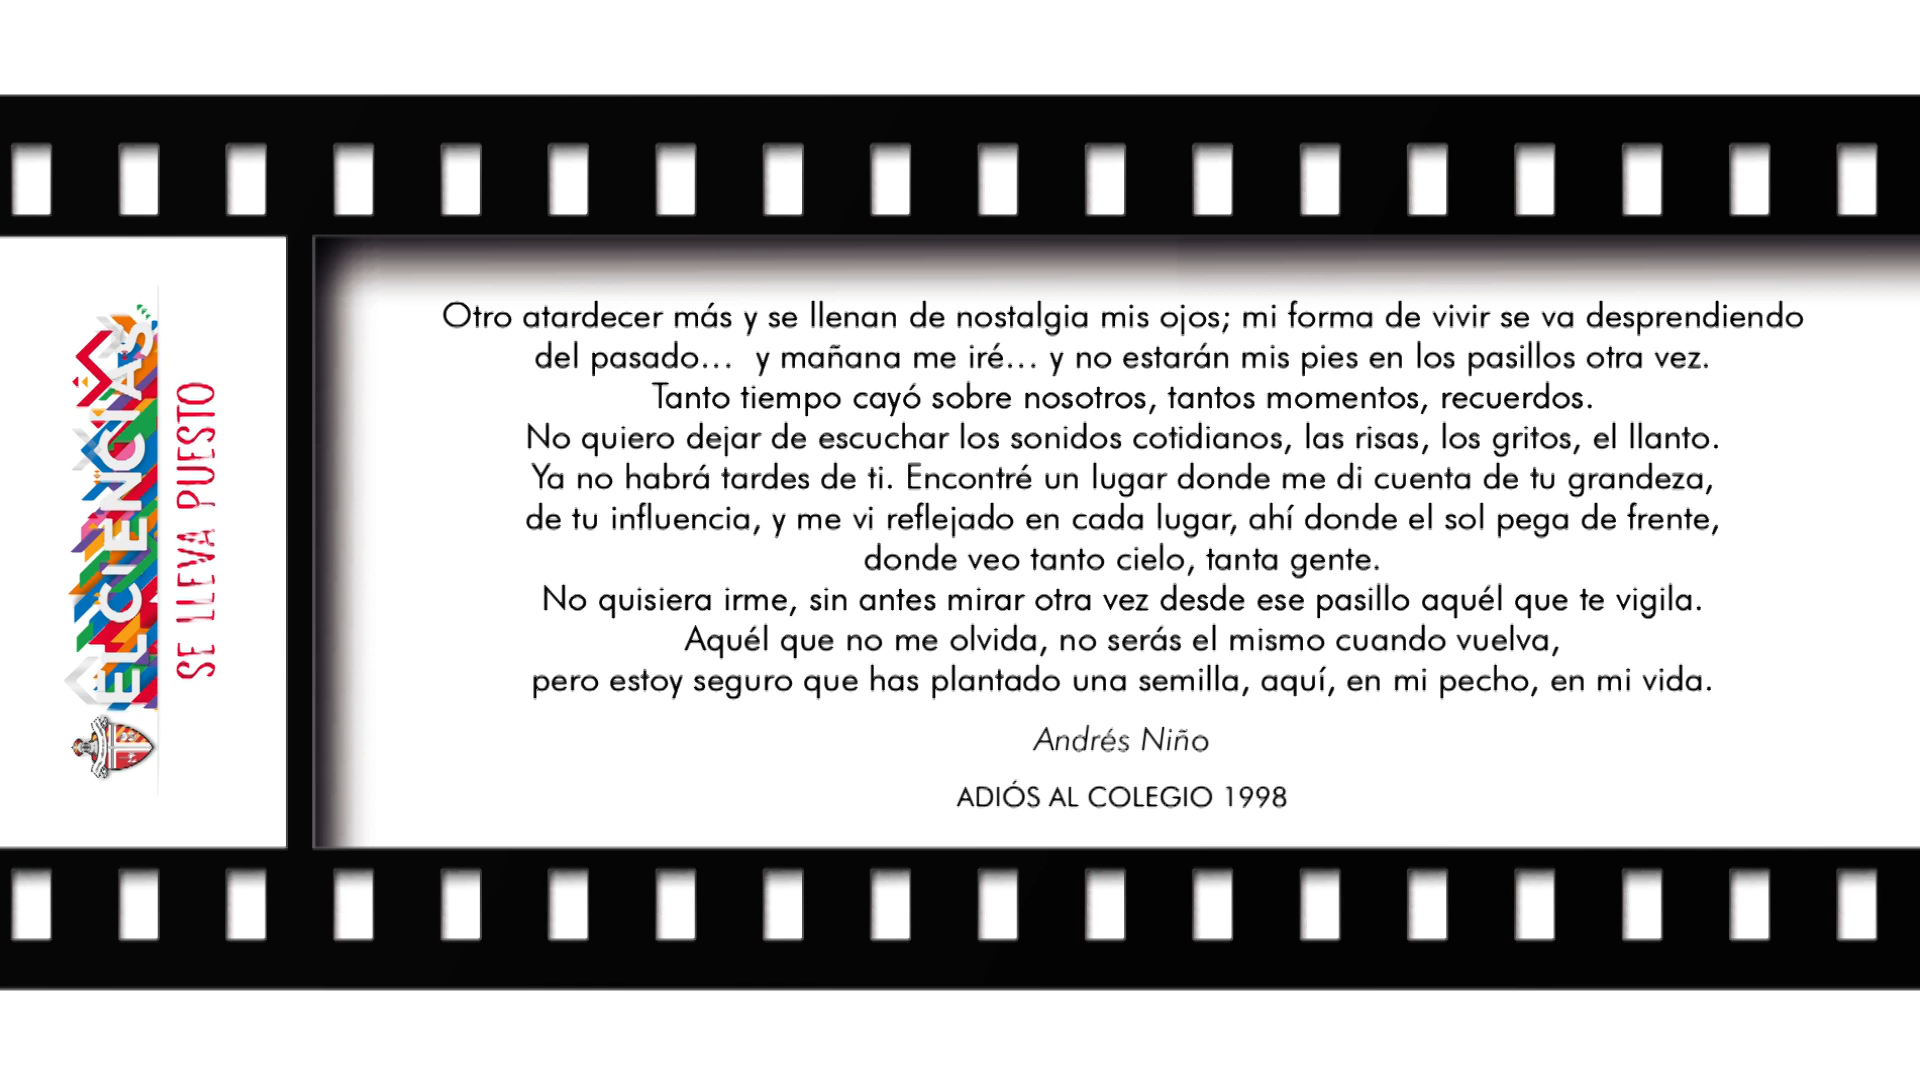 EL CIENCIAS
SE LLEVA PUESTO
Otro atardecer más y se llenan de nostalgia mis ojos; mi forma de vivir se va desprendiendo
del pasado… y mañana me iré… y no estarán mis pies en los pasillos otra vez.
Tanto tiempo cayó sobre nosotros, tantos momentos, recuerdos.
No quiero dejar de escuchar los sonidos cotidianos, las risas, los gritos, el llanto.
Ya no habrá tardes de ti. Encontré un lugar donde me di cuenta de tu grandeza,
de tu influencia, y me vi reflejado en cada lugar, ahí donde el sol pega de frente,
donde veo tanto cielo, tanta gente.
No quisiera irme, sin antes mirar otra vez desde ese pasillo aquél que te vigila.
Aquél que no me olvida, no serás el mismo cuando vuelva,
pero estoy seguro que has plantado una semilla, aquí, en mi pecho, en mi vida.
Andrés Niño
ADIÓS AL COLEGIO 1998